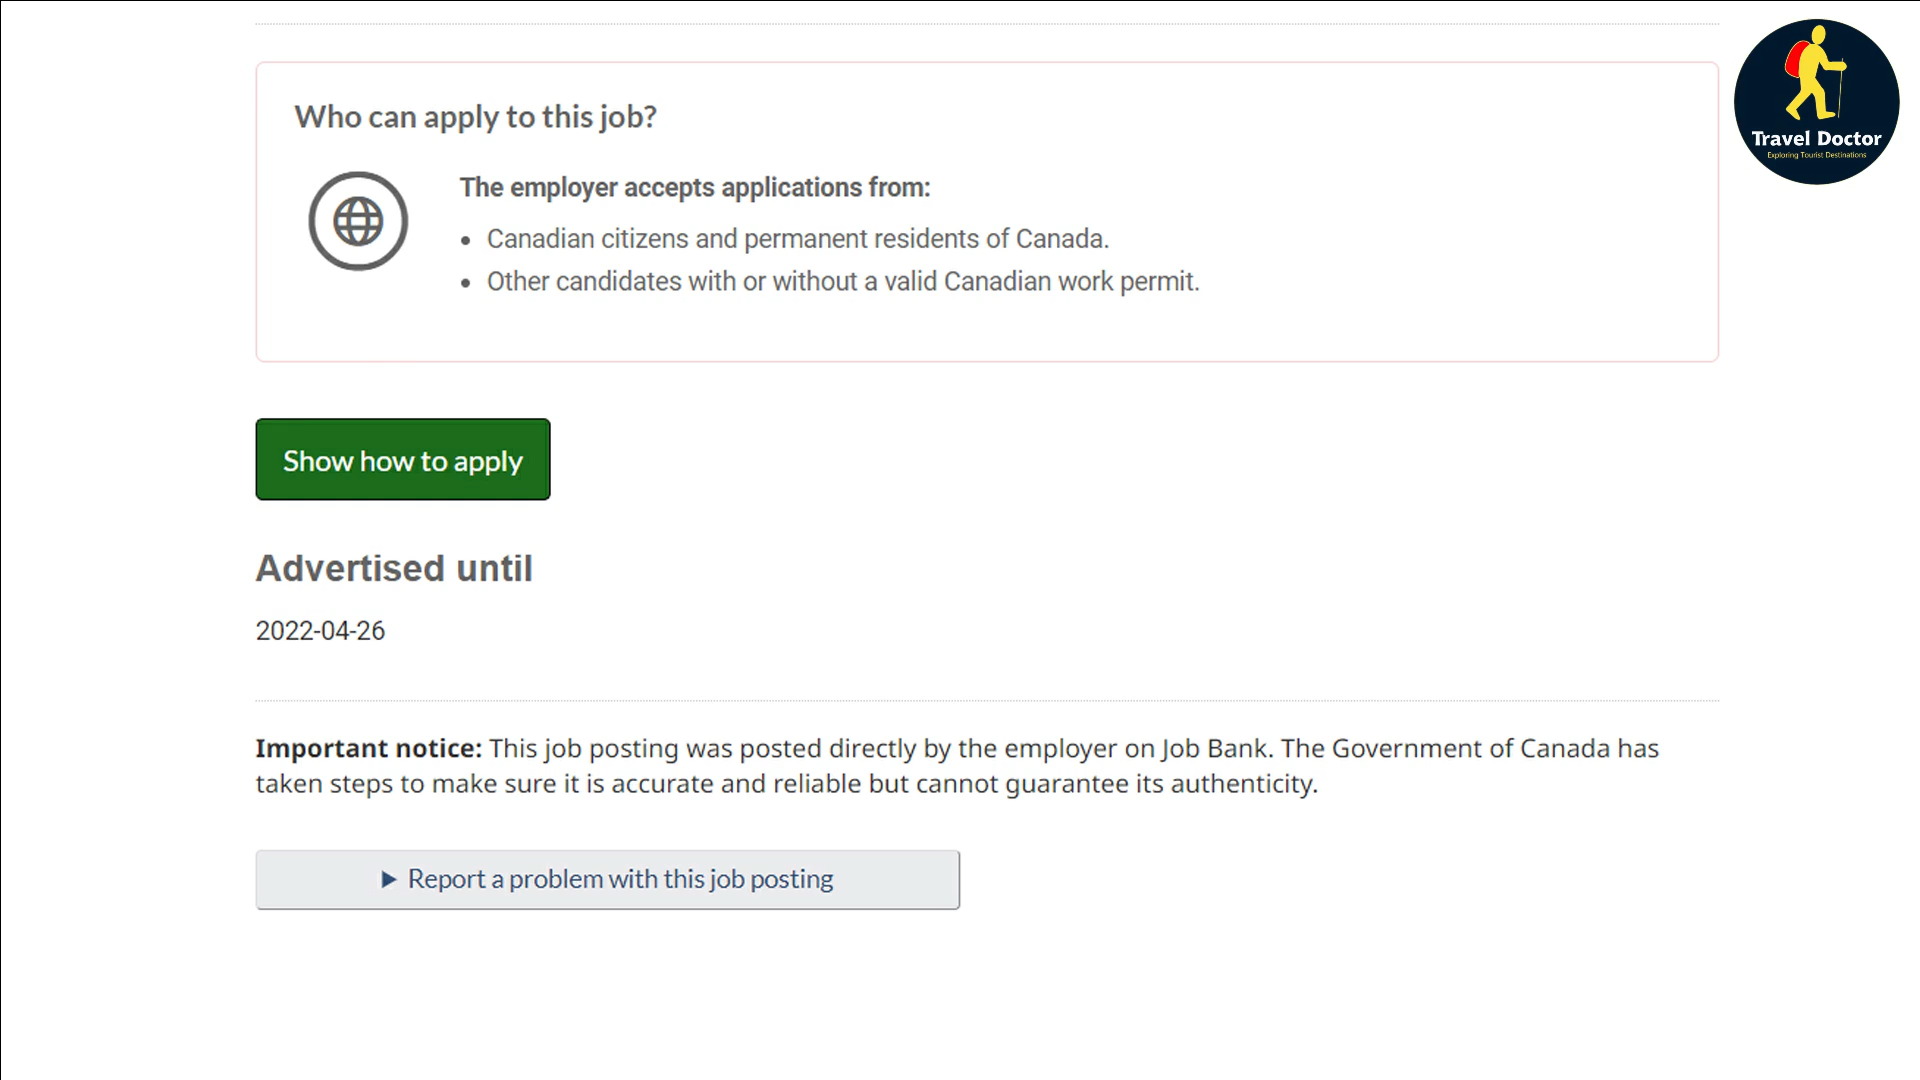 Who can apply to this job?
The employer accepts applications from:
Canadian citizens and permanent residents of Canada.
Other candidates with or without a valid Canadian work permit.
Show how to apply
Advertised until
2022-04-26
Important notice: This job posting was posted directly by the employer on Job Bank. The Government of Canada has
taken steps to make sure it is accurate and reliable but cannot guarantee its authenticity.
Report a problem with this job posting
Travel Doctor
Exploring Tourist Destinations